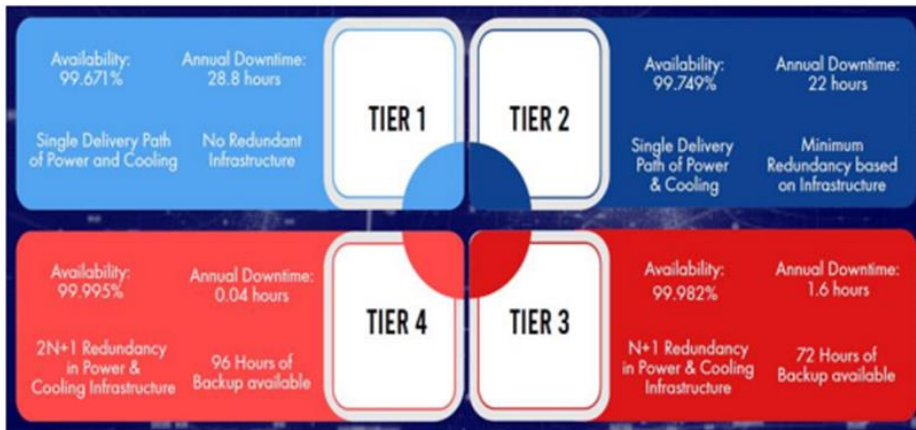 Availability:
99.671%
Annual Downtime:
28.8 hours
Single Delivery Path
of Power and Cooling
No Redundant
Infrastructure
TIER 1
TIER 2
Availability:
99.749%
Annual Downtime:
22 hours
Single Delivery
Path of Power
& Cooling
Minimum
Redundancy based
on Infrastructure
Availability:
99.995%
Annual Downtime:
0.04 hours
2N+1 Redundancy
in Power &
Cooling Infrastructure
96 Hours of
Backup available
TIER 4
TIER 3
Availability:
99.982%
Annual Downtime:
1.6 hours
N+1 Redundancy
in Power & Cooling
Infrastructure
72 Hours of
Backup available